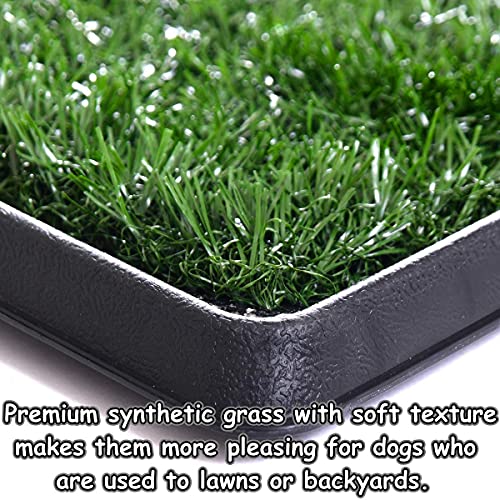 Premium synthetic grass with soft texture
makes them more pleasing for dogs who
are used to lawns or backyards.